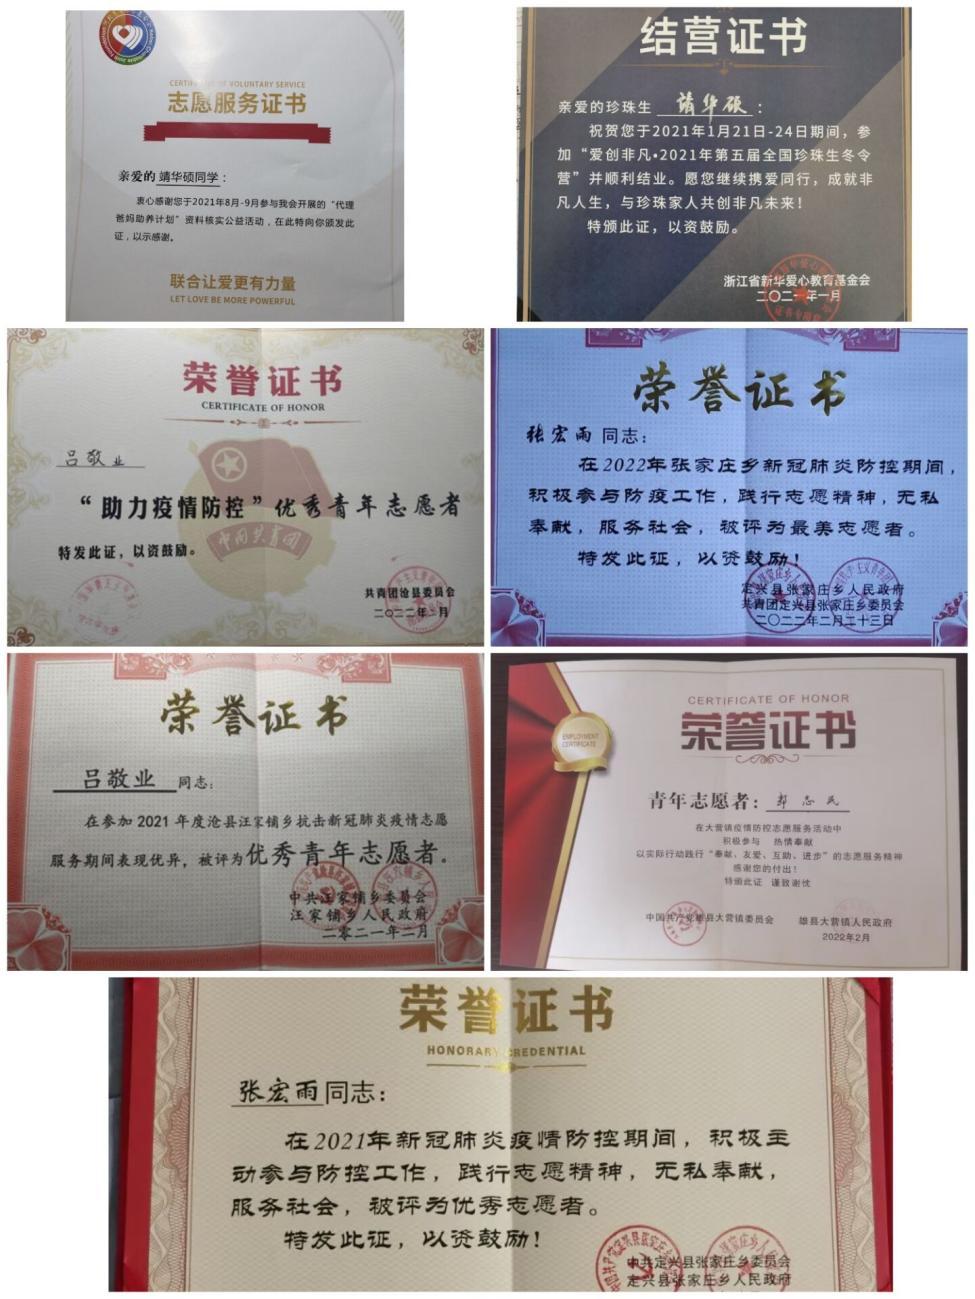 CERTIFICATE OF VOLUNTARY SERVICE
志愿服务证书
亲爱的 靖华硕同学：
衷心感谢您于2021年8月-9月参与我会开展的“代理
爸妈助养计划”资料核实公益活动，在此特向你颁发此
证，以示感谢。
联合让爱更有力量
LET LOVE BE MORE POWERFUL
结营证书
亲爱的珍珠生 靖华硕：
祝贺您于2021年1月21日-24日期间，参
加“爱创非凡·2021年第五届全国珍珠生冬令
营”并顺利结业。愿您继续携爱同行，成就非
凡人生，与珍珠家人共创非凡未来！
特颁此证，以资鼓励。
浙江省新华爱心教育基金会
二〇二一年一月
荣誉证书
CERTIFICATE OF HONOR
吕敬业
“助力疫情防控”优秀青年志愿者
中国共青团
特发此证，以资鼓励。
共青团沧县委员会
二〇二二年二月
荣誉证书
张宏雨 同志：
在2022年张家庄乡新冠肺炎防控期间，
积极参与防疫工作，践行志愿精神，无私
奉献，服务社会，被评为最美志愿者。
特发此证，以资鼓励！
定兴县张家庄乡人民政府
共青团定兴县张家庄乡委员会
二〇二二年二月二十三日
荣誉证书
吕敬业 同志：
在参加2021年度沧县汪家铺乡抗击新冠肺炎疫情志愿
服务期间表现优异，被评为优秀青年志愿者。
中共汪家铺乡委员会
汪家铺乡人民政府
二零二一年二月
EMPLOYMENT
CERTIFICATE
CERTIFICATE OF HONOR
荣誉证书
青年志愿者：郭志民
在大营镇疫情防控志愿服务活动中
积极参与 热情奉献
以实际行动践行“奉献、友爱、互助、进步”的志愿服务精神
感谢您的付出！
特颁此证 谨致谢忱
中国共产党雄县大营镇委员会 雄县大营镇人民政府
2022年2月
荣誉证书
HONORARY CREDENTIAL
张宏雨同志：
在2021年新冠肺炎疫情防控期间，积极主
动参与防控工作，践行志愿精神，无私奉献，
服务社会，被评为优秀志愿者。
特发此证，以资鼓励！
中共定兴县张家庄乡委员会
定兴县张家庄乡人民政府